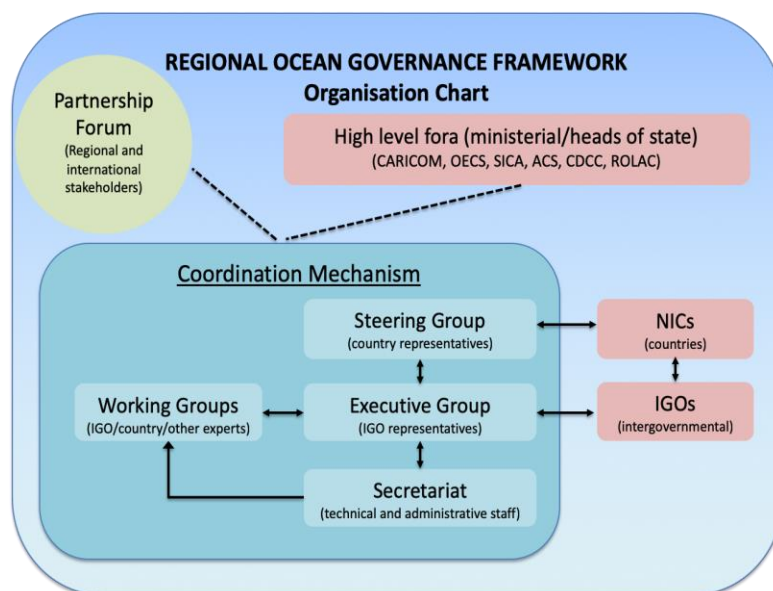 REGIONAL OCEAN GOVERNANCE FRAMEWORK
Organisation Chart
Partnership
Forum
(Regional and
international
stakeholders)
High level fora (ministerial/heads of state)
(CARICOM, OECS, SICA, ACS, CDCC, ROLAC)
Coordination Mechanism
Steering Group
(country representatives)
NICs
(countries)
Working Groups
(IGO/country/other experts)
Executive Group
(IGO representatives)
IGOs
(intergovernmental)
Secretariat
(technical and administrative staff)